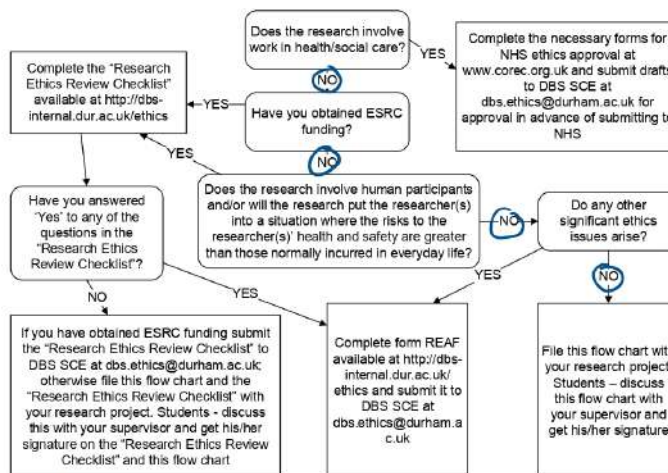 Does the research involve
work in health/social care?
YES
NO
Complete the necessary forms for
NHS ethics approval at
www.corec.org.uk and submit drafts
to DBS SCE at
dbs.ethics@durham.ac.uk for
approval in advance of submitting to
NHS
Complete the “Research
Ethics Review Checklist”
available at http://dbs-
internal.dur.ac.uk/ethics
YES
Have you obtained ESRC
funding?
NO
YES
Does the research involve human participants
and/or will the research put the researcher(s)
into a situation where the risks to the
researcher(s)’ health and safety are greater
than those normally incurred in everyday life?
NO
Do any other
significant ethics
issues arise?
Have you answered
‘Yes’ to any of the
questions in the
“Research Ethics
Review Checklist”?
NO
YES
YES
NO
If you have obtained ESRC funding submit
the “Research Ethics Review Checklist” to
DBS SCE at dbs.ethics@durham.ac.uk;
otherwise file this flow chart and the
“Research Ethics Review Checklist” with
your research project. Students - discuss
this with your supervisor and get his/her
signature on the “Research Ethics Review
Checklist” and this flow chart
Complete form REAF
available at http://dbs-
internal.dur.ac.uk/
ethics and submit it to
DBS SCE at
dbs.ethics@durham.a
c.uk
File this flow chart with
your research project.
Students – discuss
this flow chart with
your supervisor and
get his/her signature